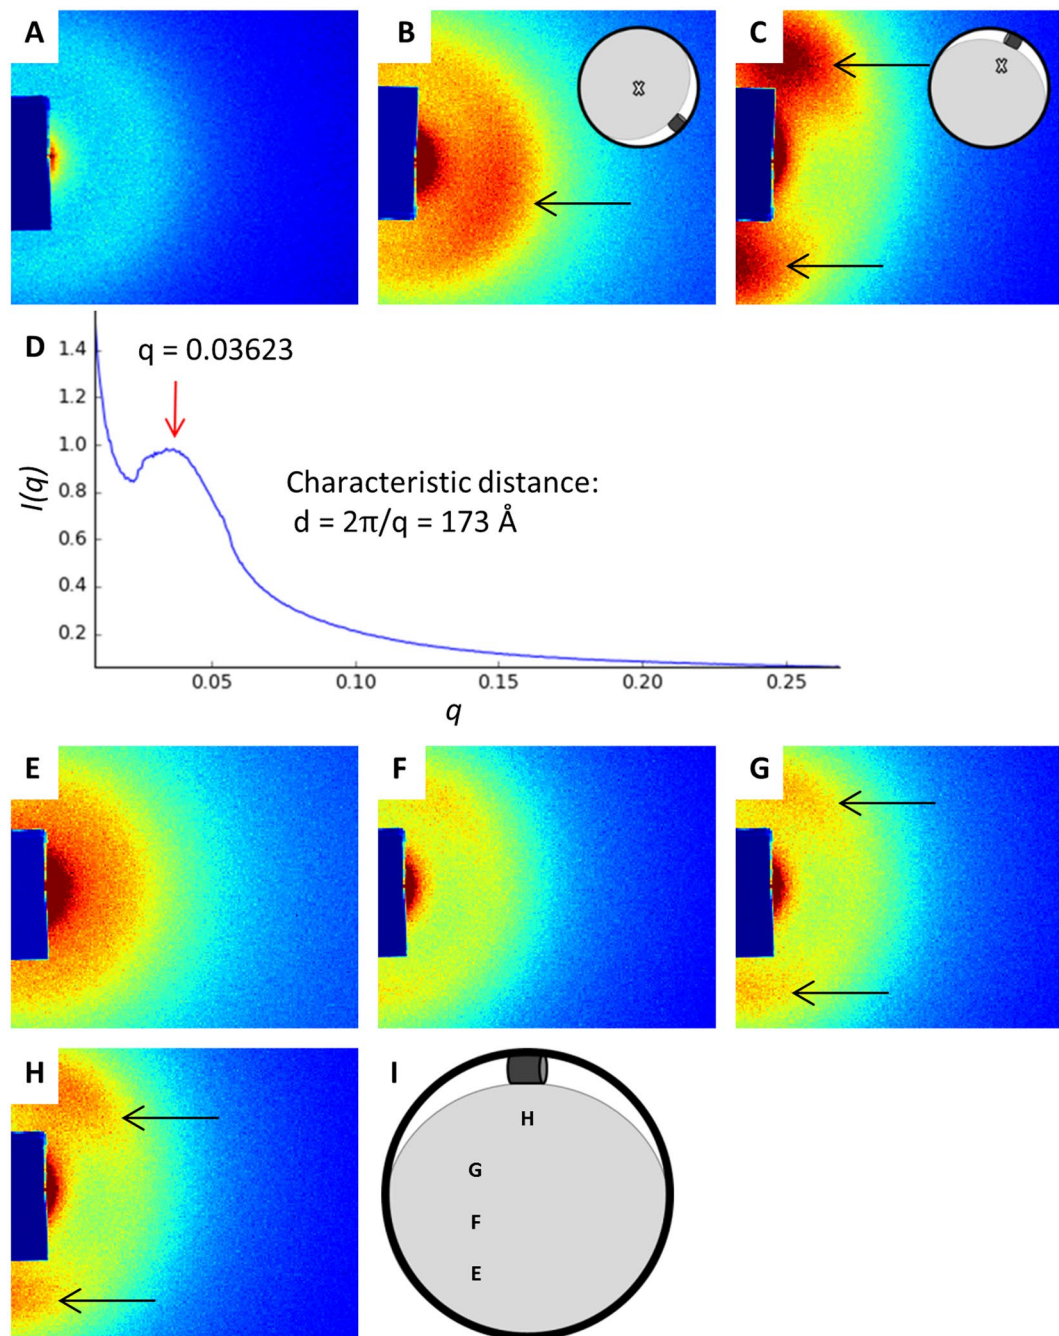 A
B
X
C
X
D
1.4
1.2
1.0
0.8
0.6
0.4
0.2
I(q)
q = 0.03623
Characteristic distance:
d = 2π/q = 173 Å
0.05 0.10 0.15 0.20 0.25
q
E
F
G
H
I
H
G
F
E